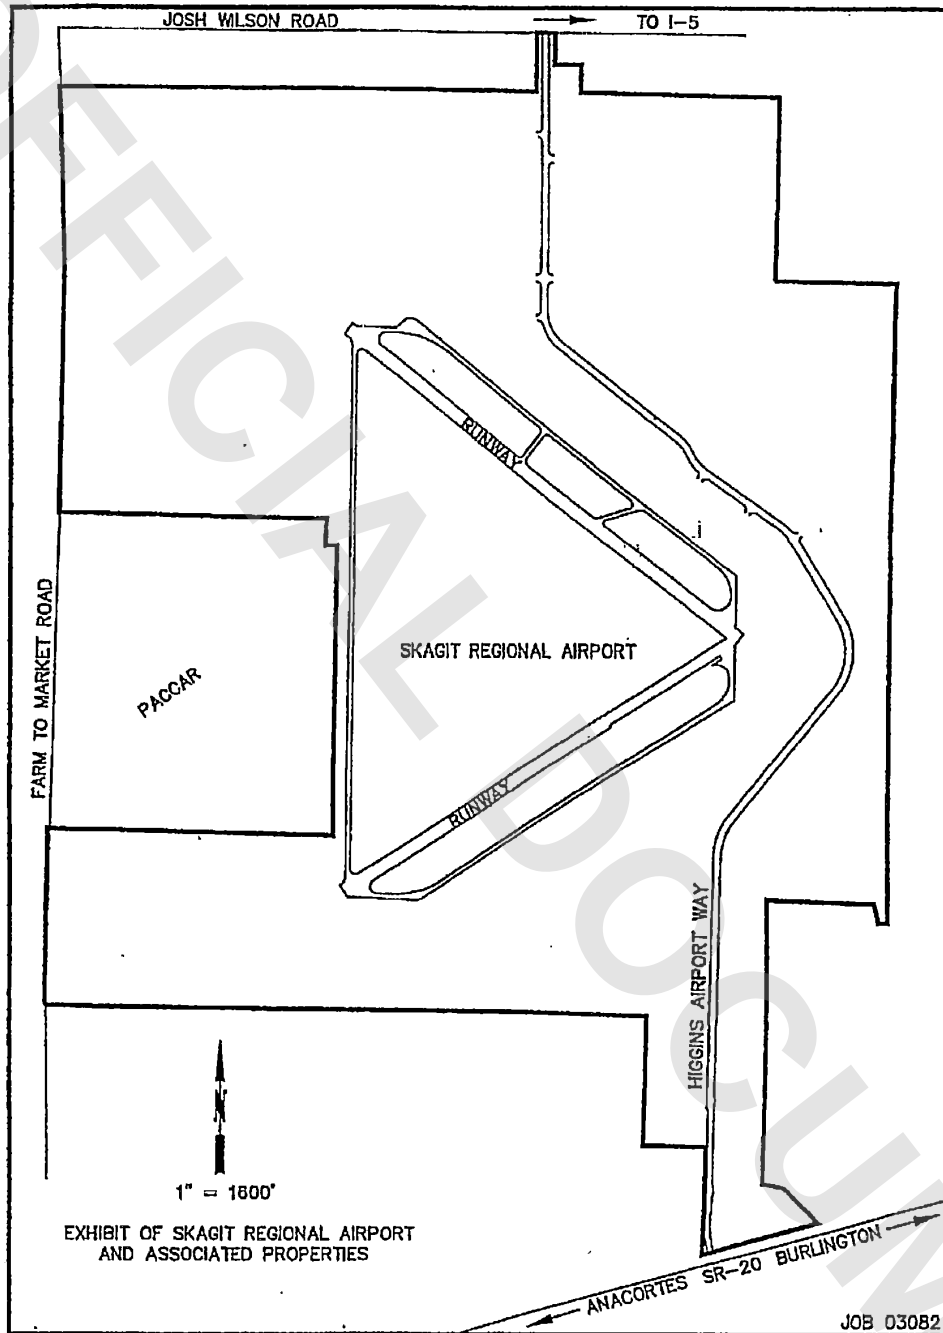 JOSH WILSON ROAD
TO I-5
RUNWAY
SKAGIT REGIONAL AIRPORT
FARM TO MARKET ROAD
PACCAR
RUNWAY
HIGGINS AIRPORT WAY
N
1" = 1600'
EXHIBIT OF SKAGIT REGIONAL AIRPORT
AND ASSOCIATED PROPERTIES
ANACORTES SR-20 BURLINGTON
JOB 03082
OFFICIAL DOCUM